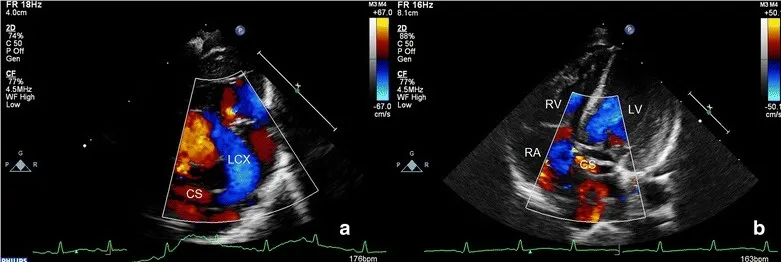 FR 18Hz
4.0cm
2D
74%
C 50
P Off
Gen
CF
77%
4.5MHz
WF High
Low
P
M3 M4
+67.0
-67.0
cm/s
x
LCX
CS
G
P R
a
PHILIPS
176bpm
FR 16Hz
8.1cm
2D
88%
C 50
P Off
Gen
CF
77%
4.5MHz
WF High
Low
P
M3 M4
+50.1
-50.1
cm/s
RV
LV
RA
CS
G
P R
b
163bpm